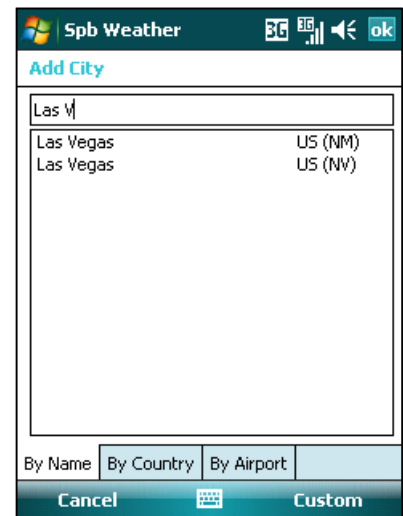 Spb Weather 3G 3G ok
Add City
Las V
Las Vegas US (NM)
Las Vegas US (NV)
By Name By Country By Airport
Cancel Custom